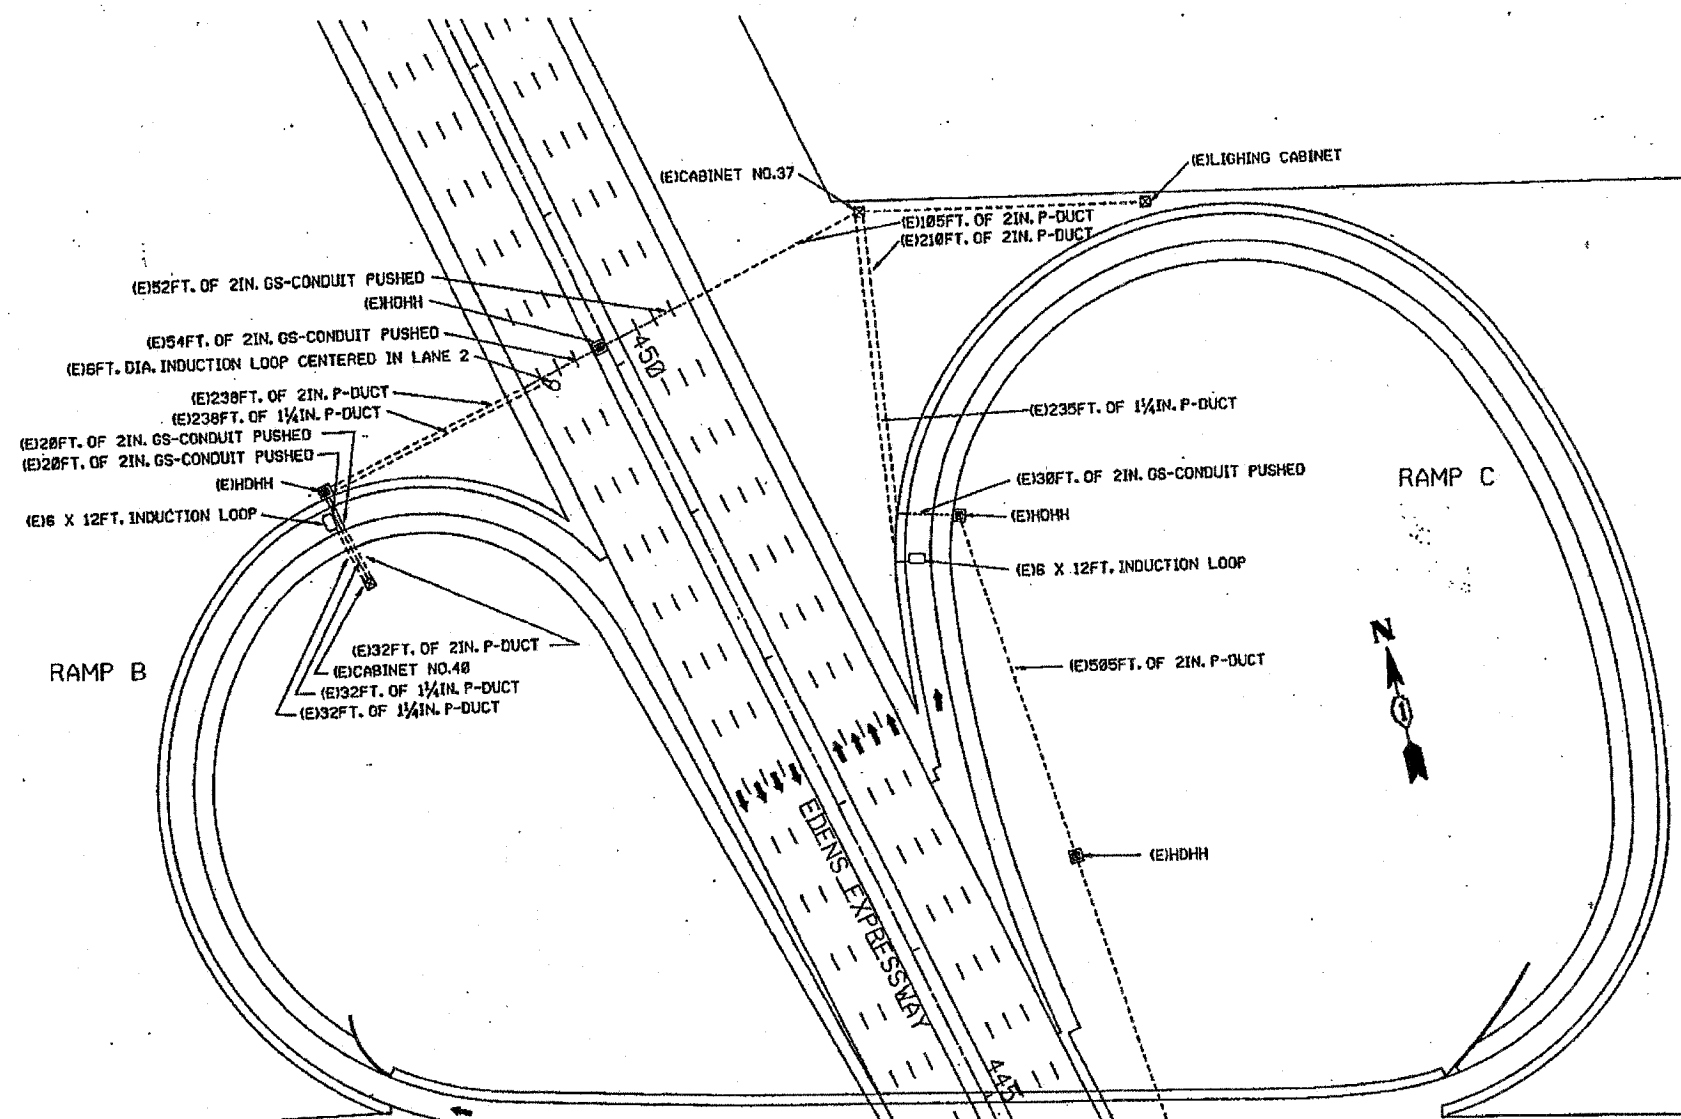 (E)LIGHING CABINET
(E)CABINET NO.37
(E)105FT. OF 2IN. P-DUCT
(E)210FT. OF 2IN. P-DUCT
(E)52FT. OF 2IN. GS-CONDUIT PUSHED
(E)HDHH
(E)54FT. OF 2IN. GS-CONDUIT PUSHED
(E)6FT. DIA. INDUCTION LOOP CENTERED IN LANE 2
450
(E)238FT. OF 2IN. P-DUCT
(E)238FT. OF 1¼IN. P-DUCT
(E)20FT. OF 2IN. GS-CONDUIT PUSHED
(E)20FT. OF 2IN. GS-CONDUIT PUSHED
(E)HDHH
(E)6 X 12FT. INDUCTION LOOP
(E)235FT. OF 1¼IN. P-DUCT
(E)30FT. OF 2IN. GS-CONDUIT PUSHED
RAMP C
(E)HDHH
(E)6 X 12FT. INDUCTION LOOP
(E)32FT. OF 2IN. P-DUCT
(E)CABINET NO.40
(E)32FT. OF 1¼IN. P-DUCT
(E)32FT. OF 1¼IN. P-DUCT
RAMP B
(E)505FT. OF 2IN. P-DUCT
N
1
(E)HDHH
EDENS EXPRESSWAY
445